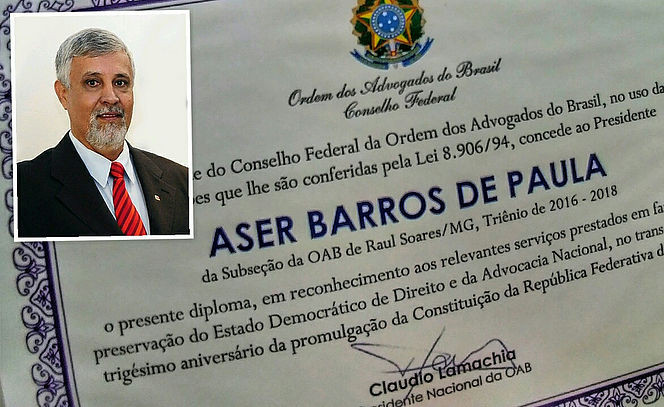 Ordem dos Advogados do Brasil
Conselho Federal
e do Conselho Federal da Ordem dos Advogados do Brasil, no uso da
es que lhe são conferidas pela Lei 8.906/94, concede ao Presidente
ASER BARROS DE PAULA
da Subseção da OAB de Raul Soares/MG, Triênio de 2016 - 2018
o presente diploma, em reconhecimento aos relevantes serviços prestados em fa
preservação do Estado Democrático de Direito e da Advocacia Nacional, no trans
trigésimo aniversário da promulgação da Constituição da República Federativa d
Claudio Lamachia
esidente Nacional da OAB